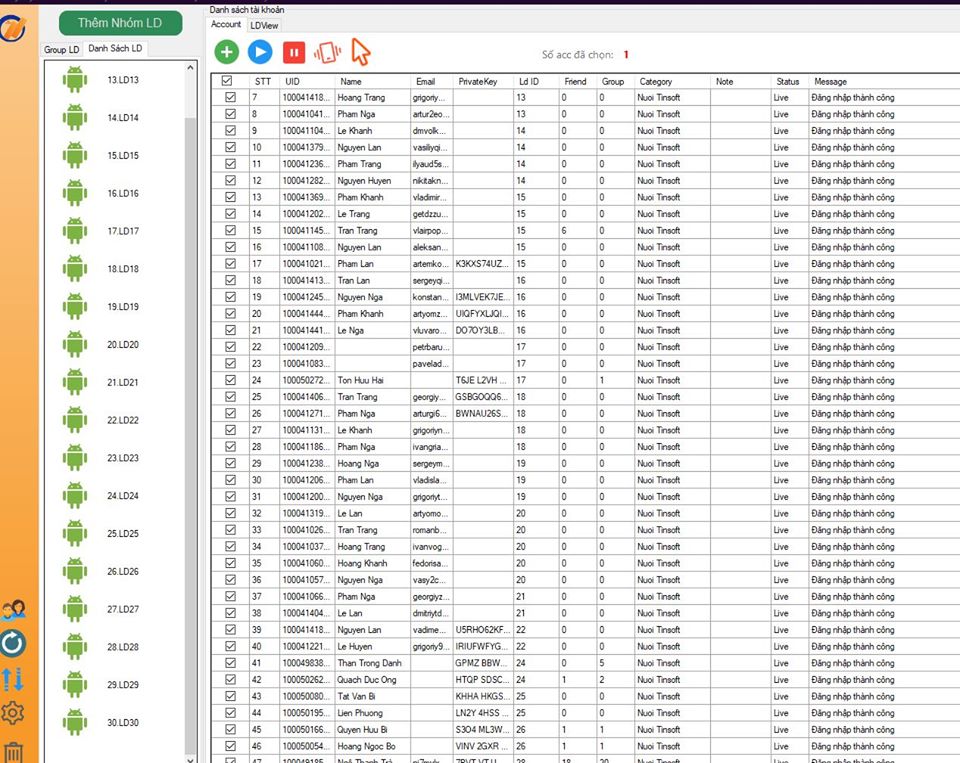 Danh sách tài khoản
Thêm Nhóm LD
Account LDView
Group LD Danh Sách LD
Số acc đã chọn: 1
13.LD13
14.LD14
15.LD15
16.LD16
17.LD17
18.LD18
19.LD19
20.LD20
21.LD21
22.LD22
23.LD23
24.LD24
25.LD25
26.LD26
27.LD27
28.LD28
29.LD29
30.LD30
STT UID Name Email PrivateKey Ld ID Friend Group Category Note Status Message
7 100041418... Hoang Trang grigoriy... 13 0 0 Nuoi Tinsoft Live Đăng nhập thành công
8 100041041... Pham Nga artur2eo... 13 0 0 Nuoi Tinsoft Live Đăng nhập thành công
9 100041104... Le Khanh dmvolk... 14 0 0 Nuoi Tinsoft Live Đăng nhập thành công
10 100041379... Nguyen Lan vasiliyqi... 14 0 0 Nuoi Tinsoft Live Đăng nhập thành công
11 100041236... Pham Trang ilyaud5s... 14 0 0 Nuoi Tinsoft Live Đăng nhập thành công
12 100041282... Nguyen Huyen nikitakn... 14 0 0 Nuoi Tinsoft Live Đăng nhập thành công
13 100041369... Pham Khanh vladimir... 15 0 0 Nuoi Tinsoft Live Đăng nhập thành công
14 100041202... Le Trang getdzzu... 15 0 0 Nuoi Tinsoft Live Đăng nhập thành công
15 100041145... Tran Trang vlairpop... 15 6 0 Nuoi Tinsoft Live Đăng nhập thành công
16 100041108... Nguyen Lan aleksan... 15 0 0 Nuoi Tinsoft Live Đăng nhập thành công
17 100041021... Pham Lan artemko... K3KXS74UZ... 15 0 0 Nuoi Tinsoft Live Đăng nhập thành công
18 100041413... Tran Lan sergeyqi... 16 0 0 Nuoi Tinsoft Live Đăng nhập thành công
19 100041245... Nguyen Nga konstan... I3MLVEK7JE... 16 0 0 Nuoi Tinsoft Live Đăng nhập thành công
20 100041444... Pham Khanh artyomz... UIQFYXLJQI... 16 0 0 Nuoi Tinsoft Live Đăng nhập thành công
21 100041441... Le Nga vluvaro... DO7OY3LB... 16 0 0 Nuoi Tinsoft Live Đăng nhập thành công
22 100041209... petrbaru... 17 0 0 Nuoi Tinsoft Live Đăng nhập thành công
23 100041083... pavelad... 17 0 0 Nuoi Tinsoft Live Đăng nhập thành công
24 100050272... Ton Huu Hai T6JE L2VH ... 17 0 1 Nuoi Tinsoft Live Đăng nhập thành công
25 100041406... Tran Trang georgiy... GSBGOQQ6... 18 0 0 Nuoi Tinsoft Live Đăng nhập thành công
26 100041271... Pham Nga arturgi6... BWNAU26S... 18 0 0 Nuoi Tinsoft Live Đăng nhập thành công
27 100041131... Le Khanh grigoriyn... 18 0 0 Nuoi Tinsoft Live Đăng nhập thành công
28 100041186... Pham Nga ivangria... 18 0 0 Nuoi Tinsoft Live Đăng nhập thành công
29 100041238... Hoang Nga sergeym... 19 0 0 Nuoi Tinsoft Live Đăng nhập thành công
30 100041206... Pham Lan vladisla... 19 0 0 Nuoi Tinsoft Live Đăng nhập thành công
31 100041200... Nguyen Nga grigoriyt... 19 0 0 Nuoi Tinsoft Live Đăng nhập thành công
32 100041319... Le Lan artyomo... 20 0 0 Nuoi Tinsoft Live Đăng nhập thành công
33 100041026... Tran Trang romanb... 20 0 0 Nuoi Tinsoft Live Đăng nhập thành công
34 100041037... Hoang Trang ivanvog... 20 0 0 Nuoi Tinsoft Live Đăng nhập thành công
35 100041060... Hoang Khanh fedorisa... 20 0 0 Nuoi Tinsoft Live Đăng nhập thành công
36 100041057... Nguyen Nga vasy2c... 20 0 0 Nuoi Tinsoft Live Đăng nhập thành công
37 100041066... Pham Nga georgiyz... 21 0 0 Nuoi Tinsoft Live Đăng nhập thành công
38 100041404... Le Lan dmitriytd... 21 0 0 Nuoi Tinsoft Live Đăng nhập thành công
39 100041418... Nguyen Lan vadime... U5RHO62KF... 22 0 0 Nuoi Tinsoft Live Đăng nhập thành công
40 100041221... Le Huyen grigoriy9... IRIUFWFYG... 22 0 0 Nuoi Tinsoft Live Đăng nhập thành công
41 100049838... Than Trong Danh GPMZ BBW... 24 0 5 Nuoi Tinsoft Live Đăng nhập thành công
42 100050262... Quach Duc Ong HTQP SDSC... 24 1 2 Nuoi Tinsoft Live Đăng nhập thành công
43 100050080... Tat Van Bi KHHA HKGS... 25 0 0 Nuoi Tinsoft Live Đăng nhập thành công
44 100050195... Lien Phuong LN2Y 4HSS ... 25 0 0 Nuoi Tinsoft Live Đăng nhập thành công
45 100050166... Quyen Huu Bi S3O4 ML3W... 26 1 1 Nuoi Tinsoft Live Đăng nhập thành công
46 100050054... Hoang Ngoc Bo VINV 2GXR ... 26 1 1 Nuoi Tinsoft Live Đăng nhập thành công